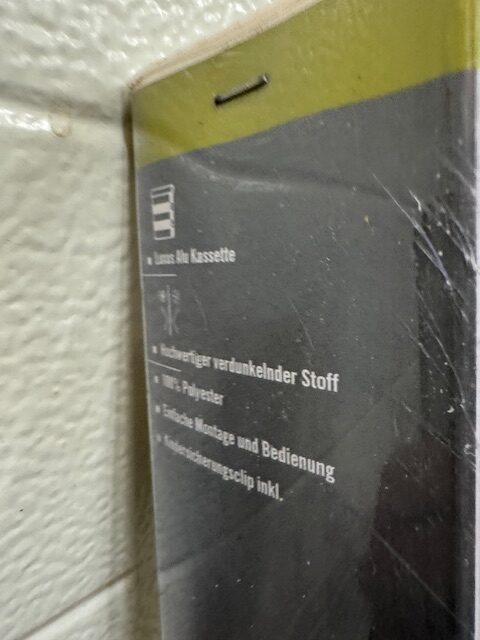 ▪ Luxus Alu Kassette
▪ Hochwertiger verdunkelnder Stoff
▪ 100% Polyester
▪ Einfache Montage und Bedienung
▪ Kindersicherungsclip inkl.